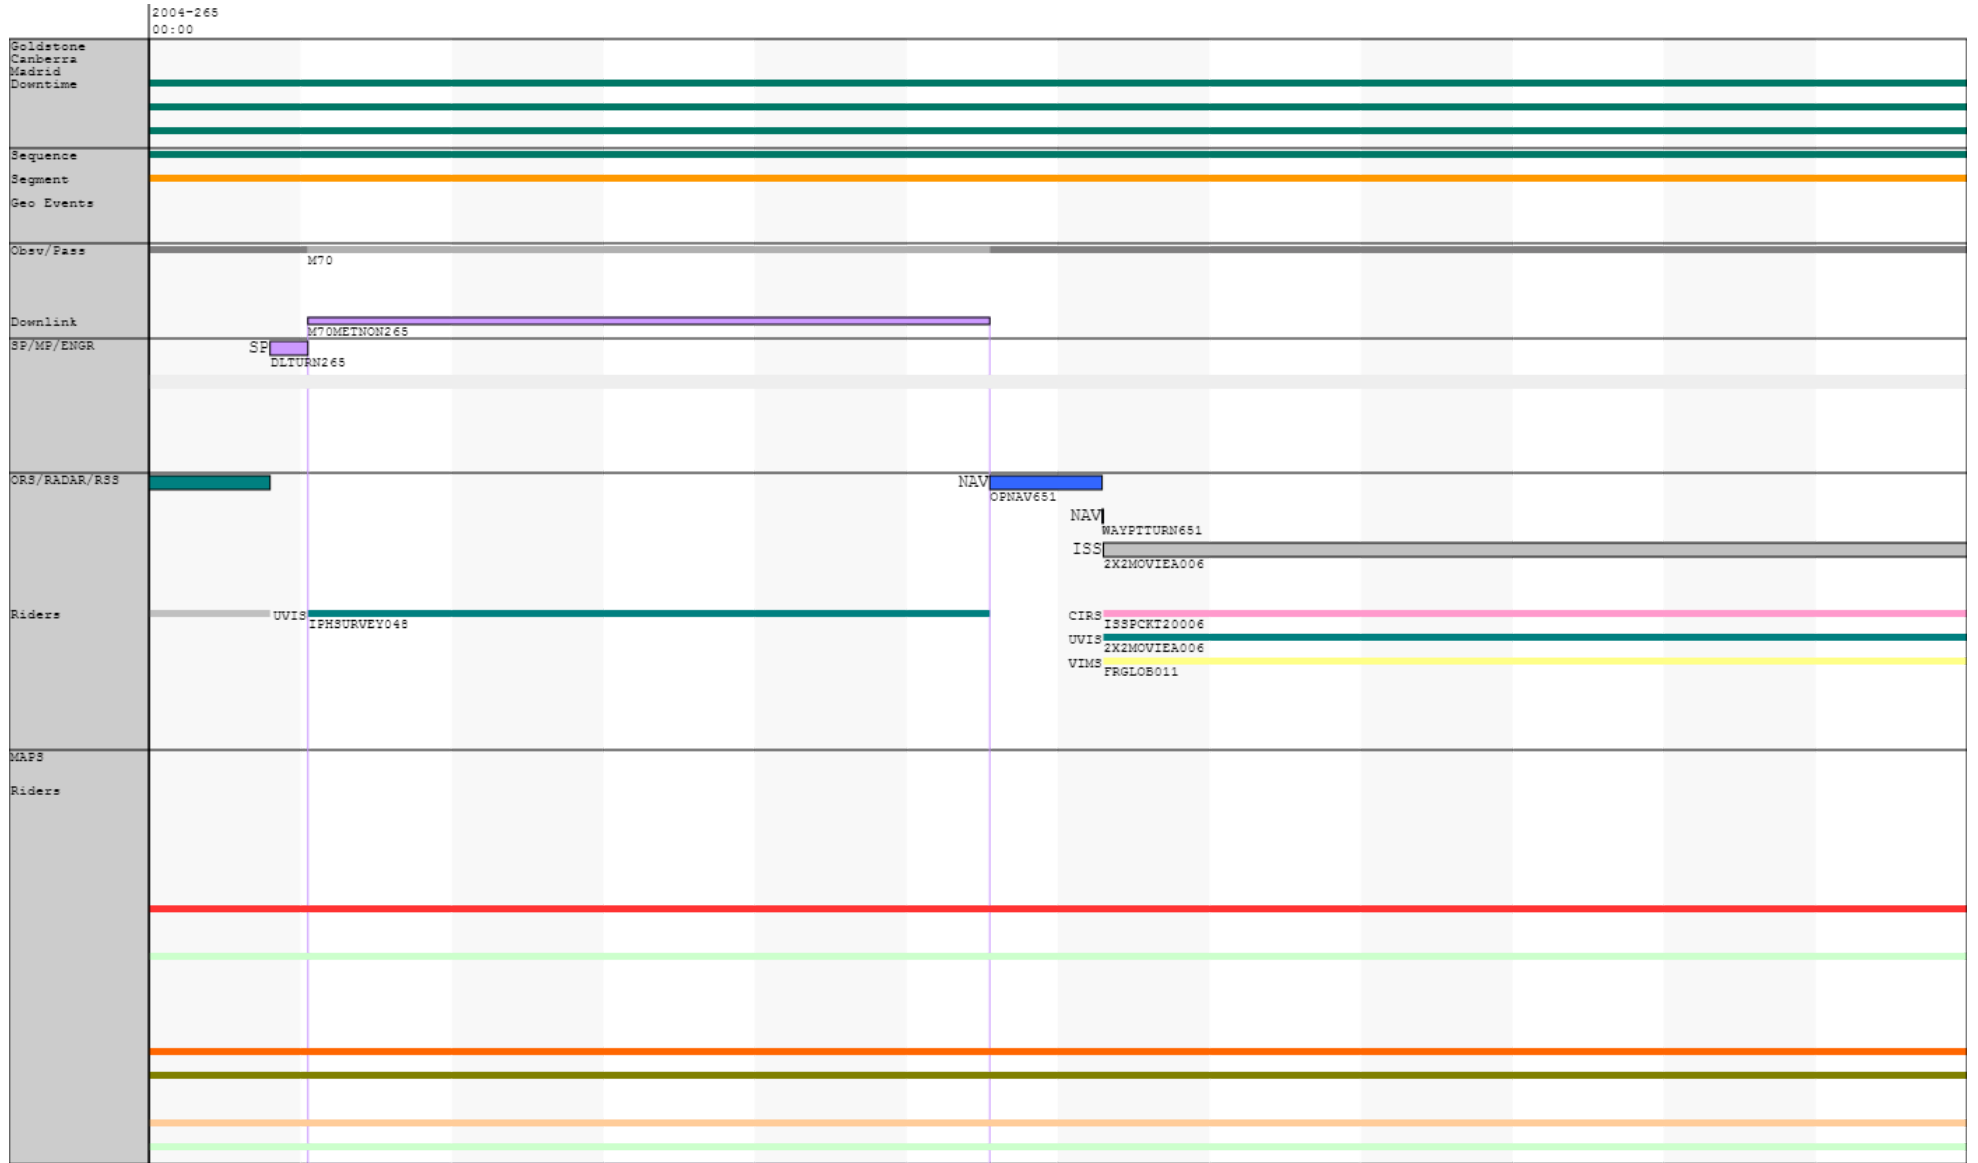 2004-265
00:00
Goldstone
Canberra
Madrid
Downtime
Sequence
Segment
Geo Events
Obsv/Pass
M70
Downlink
M70METNON265
SP/MP/ENGR
SP
DLTURN265
ORS/RADAR/RSS
NAV
OPNAV651
NAV
WAYPTTURN651
ISS
2X2MOVIEA006
Riders
UVIS
IPHSURVEY048
CIRS
ISSPCKT20006
UVIS
2X2MOVIEA006
VIMS
FRGLOB011
MAPS
Riders